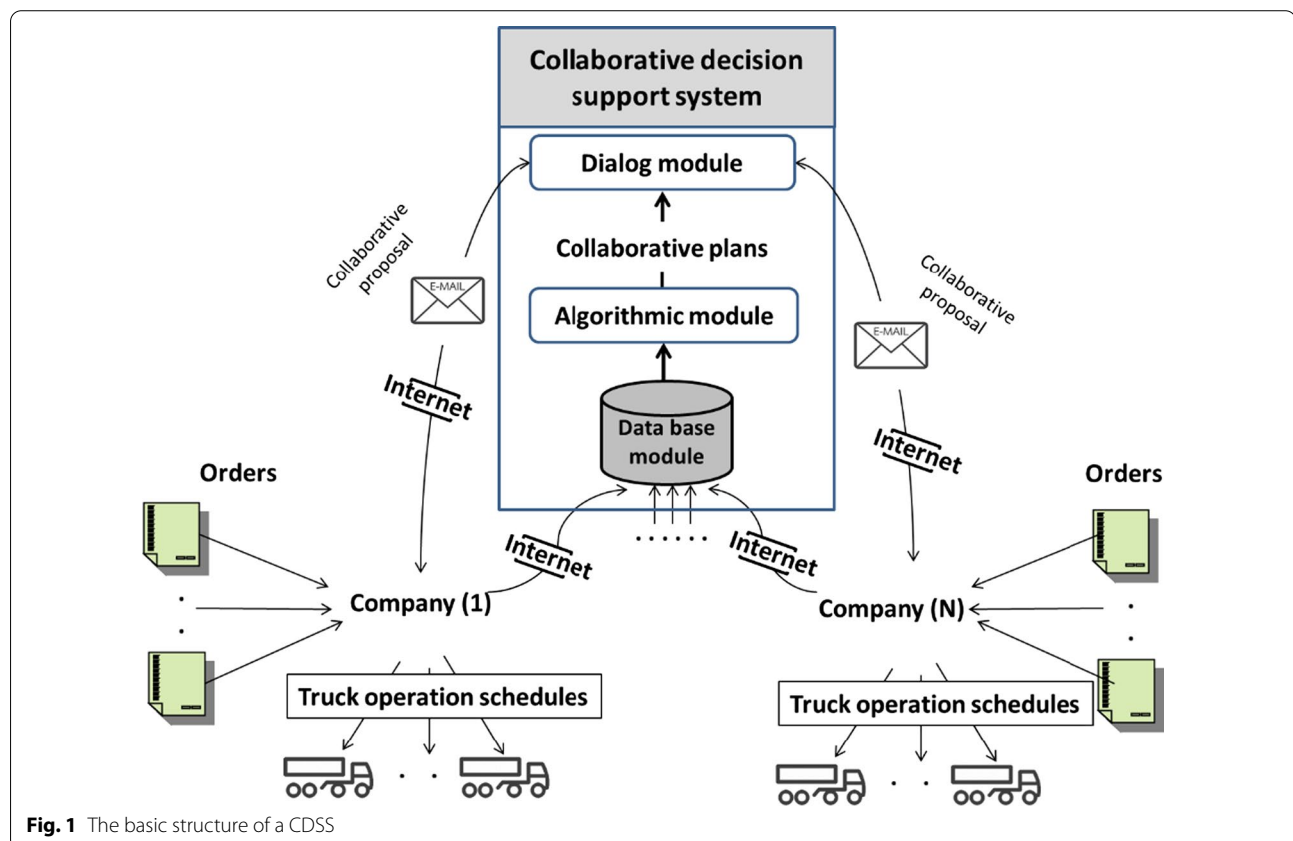 Collaborative decision
support system
Dialog module
Collaborative
proposal
Collaborative plans
Collaborative
proposal
E-MAIL
Algorithmic module
E-MAIL
Internet
Data base
module
Internet
Orders
Orders
Internet
Internet
Company (1)
Company (N)
Truck operation schedules
Truck operation schedules
Fig. 1 The basic structure of a CDSS